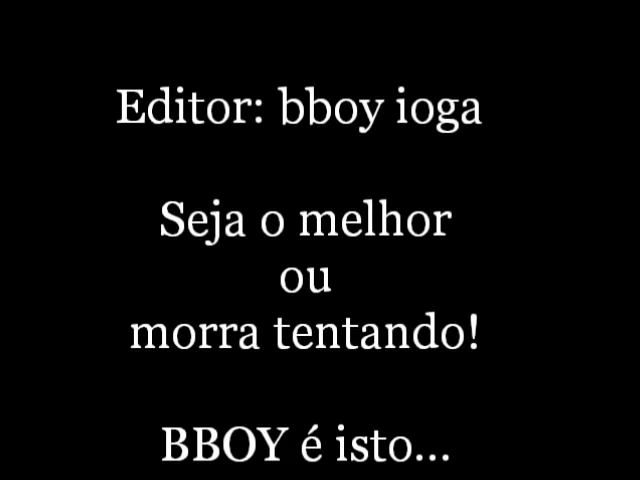 Editor: bboy ioga
Seja o melhor
ou
morra tentando!
BBOY é isto...